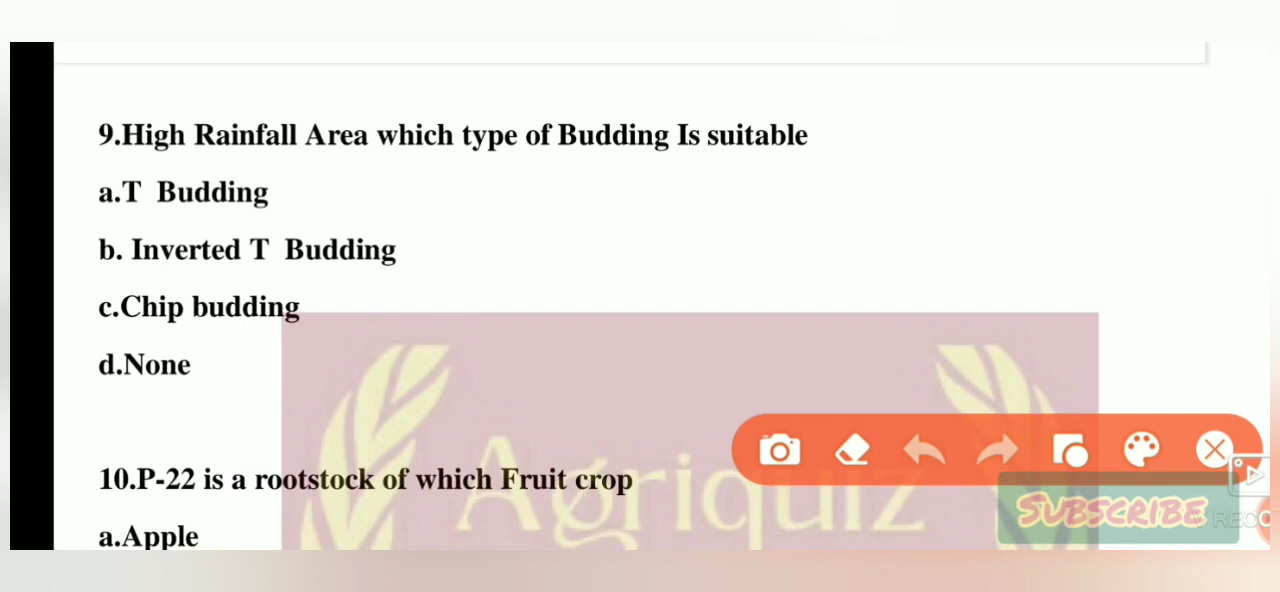 9.High Rainfall Area which type of Budding Is suitable
a.T Budding
b. Inverted T Budding
c.Chip budding
d.None
10.P-22 is a rootstock of which Fruit crop
Agriquiz
SUBSCRIBE
a.Apple